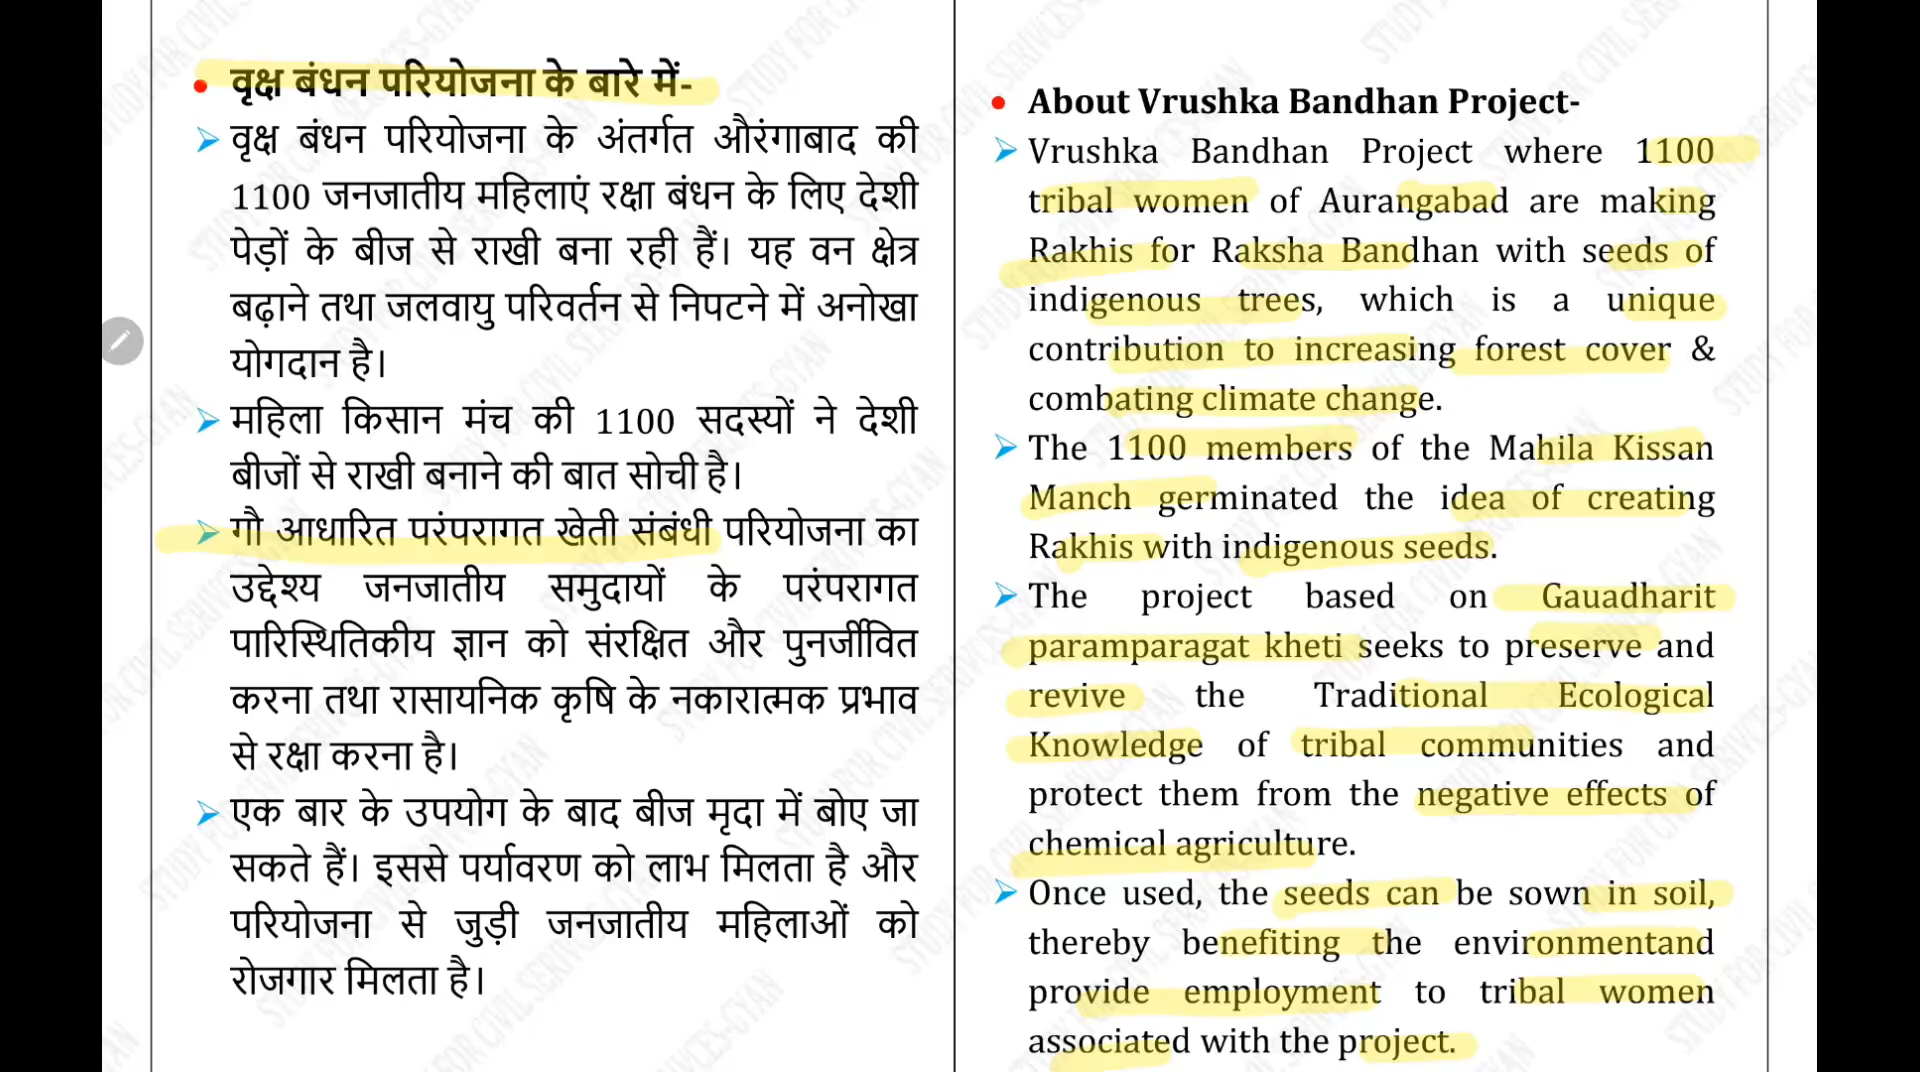 वृक्ष बंधन परियोजना के बारे में-
वृक्ष बंधन परियोजना के अंतर्गत औरंगाबाद की
1100 जनजातीय महिलाएं रक्षा बंधन के लिए देशी
पेड़ों के बीज से राखी बना रही हैं। यह वन क्षेत्र
बढ़ाने तथा जलवायु परिवर्तन से निपटने में अनोखा
योगदान है।
महिला किसान मंच की 1100 सदस्यों ने देशी
बीजों से राखी बनाने की बात सोची है।
गौ आधारित परंपरागत खेती संबंधी परियोजना का
उद्देश्य जनजातीय समुदायों के परंपरागत
पारिस्थितिकीय ज्ञान को संरक्षित और पुनर्जीवित
करना तथा रासायनिक कृषि के नकारात्मक प्रभाव
से रक्षा करना है।
एक बार के उपयोग के बाद बीज मृदा में बोए जा
सकते हैं। इससे पर्यावरण को लाभ मिलता है और
परियोजना से जुड़ी जनजातीय महिलाओं को
रोजगार मिलता है।
About Vrushka Bandhan Project-
Vrushka Bandhan Project where 1100
tribal women of Aurangabad are making
Rakhis for Raksha Bandhan with seeds of
indigenous trees, which is a unique
contribution to increasing forest cover &
combating climate change.
The 1100 members of the Mahila Kissan
Manch germinated the idea of creating
Rakhis with indigenous seeds.
The project based on Gauadharit
paramparagat kheti seeks to preserve and
revive the Traditional Ecological
Knowledge of tribal communities and
protect them from the negative effects of
chemical agriculture.
Once used, the seeds can be sown in soil,
thereby benefiting the environmentand
provide employment to tribal women
associated with the project.